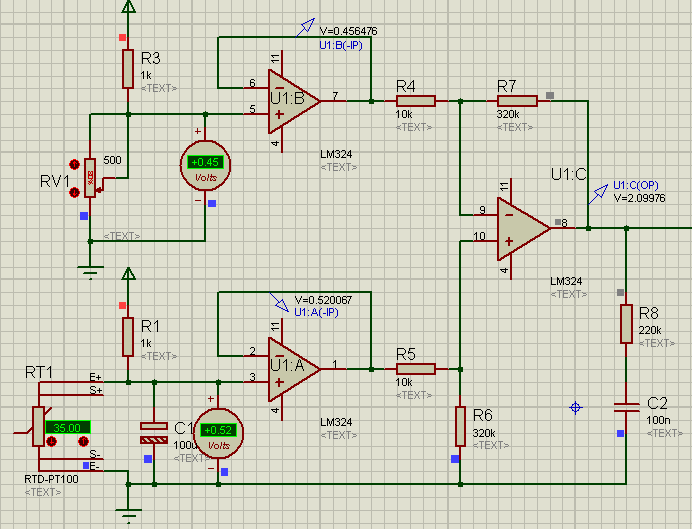 V=0.456476
U1:B(-IP)
R3
1k
<TEXT>
11
6
U1:B
7
5
4
LM324
<TEXT>
R4
10k
<TEXT>
R7
320k
<TEXT>
500
RV1
<TEXT>
+
+0.45
Volts
U1:C
11
9
8
10
4
U1:C(OP)
V=2.09976
LM324
<TEXT>
V=0.520067
U1:A(-IP)
R1
1k
<TEXT>
11
2
U1:A
1
3
4
LM324
<TEXT>
R5
10k
<TEXT>
R8
220k
<TEXT>
RT1
E+
S+
35.00
S-
E-
RTD-PT100
<TEXT>
C1
100u
<TEXT>
+
+0.52
Volts
R6
320k
<TEXT>
C2
100n
<TEXT>